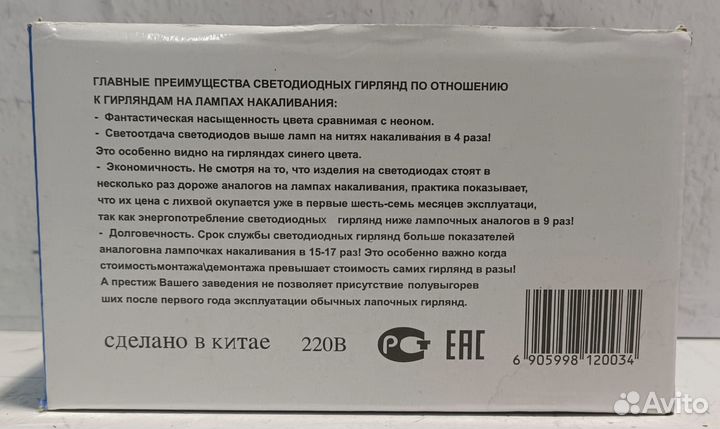 ГЛАВНЫЕ ПРЕИМУЩЕСТВА СВЕТОДИОДНЫХ ГИРЛЯНД ПО ОТНОШЕНИЮ
К ГИРЛЯНДАМ НА ЛАМПАХ НАКАЛИВАНИЯ:
- Фантастическая насыщенность цвета сравнимая с неоном.
- Светоотдача светодиодов выше ламп на нитях накаливания в 4 раза!
Это особенно видно на гирляндах синего цвета.
- Экономичность. Не смотря на то, что изделия на светодиодах стоят в
несколько раз дороже аналогов на лампах накаливания, практика показывает,
что их цена с лихвой окупается уже в первые шесть-семь месяцев эксплуатаци,
так как энергопотребление светодиодных гирлянд ниже лампочных аналогов в 9 раз!
- Долговечность. Срок службы светодиодных гирлянд больше показателей
аналоговна лампочках накаливания в 15-17 раз! Это особенно важно когда
стоимостьмонтажа\демонтажа превышает стоимость самих гирлянд в разы!
А престиж Вашего заведения не позволяет присутствие полувыгорев
ших после первого года эксплуатации обычных лапочных гирлянд.
сделано в китае 220В РСТ EAC
6 905998 120034
Avito